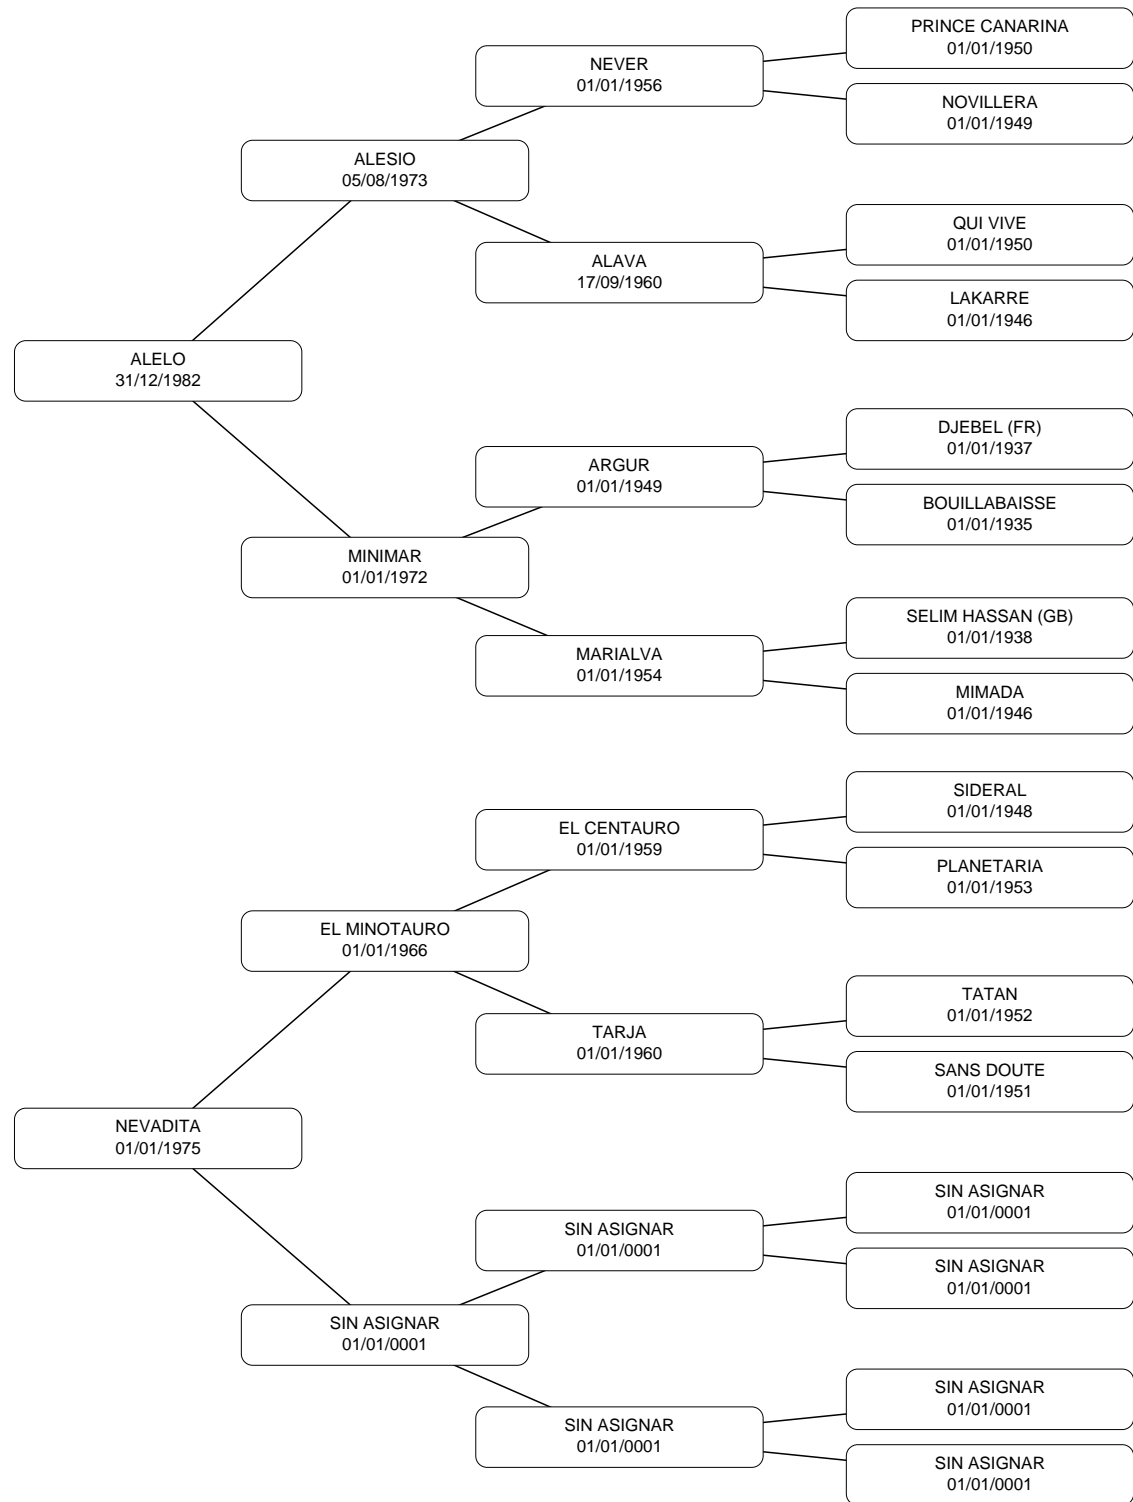 PRINCE CANARINA
01/01/1950
NEVER
01/01/1956
NOVILLERA
01/01/1949
ALESIO
05/08/1973
QUI VIVE
01/01/1950
ALAVA
17/09/1960
LAKARRE
01/01/1946
ALELO
31/12/1982
DJEBEL (FR)
01/01/1937
ARGUR
01/01/1949
BOUILLABAISSE
01/01/1935
MINIMAR
01/01/1972
SELIM HASSAN (GB)
01/01/1938
MARIALVA
01/01/1954
MIMADA
01/01/1946
SIDERAL
01/01/1948
EL CENTAURO
01/01/1959
PLANETARIA
01/01/1953
EL MINOTAURO
01/01/1966
TATAN
01/01/1952
TARJA
01/01/1960
SANS DOUTE
01/01/1951
NEVADITA
01/01/1975
SIN ASIGNAR
01/01/0001
SIN ASIGNAR
01/01/0001
SIN ASIGNAR
01/01/0001
SIN ASIGNAR
01/01/0001
SIN ASIGNAR
01/01/0001
SIN ASIGNAR
01/01/0001
SIN ASIGNAR
01/01/0001